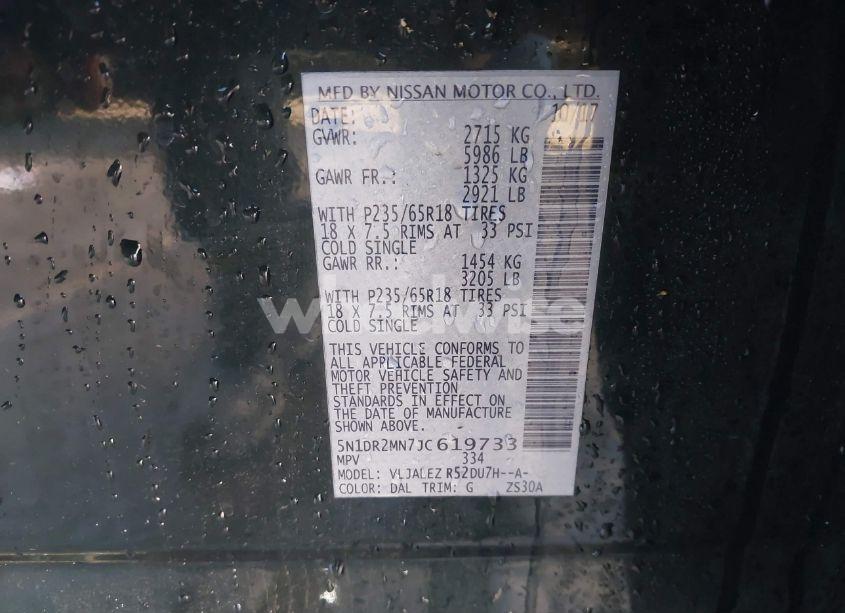 MFD BY NISSAN MOTOR CO., LTD.
DATE: 10/17
GVWR: 2715 KG
5986 LB
GAWR FR.: 1325 KG
2921 LB
WITH P235/65R18 TIRES
18 X 7.5 RIMS AT 33 PSI
COLD SINGLE
GAWR RR.: 1454 KG
3205 LB
WITH P235/65R18 TIRES
18 X 7.5 RIMS AT 33 PSI
COLD SINGLE
THIS VEHICLE CONFORMS TO
ALL APPLICABLE FEDERAL
MOTOR VEHICLE SAFETY AND
THEFT PREVENTION
STANDARDS IN EFFECT ON
THE DATE OF MANUFACTURE
SHOWN ABOVE.
5N1DR2MN7JC619733
MPV 334
MODEL: VLJALEZ R52DU7H--A-
COLOR: DAL TRIM: G ZS30A